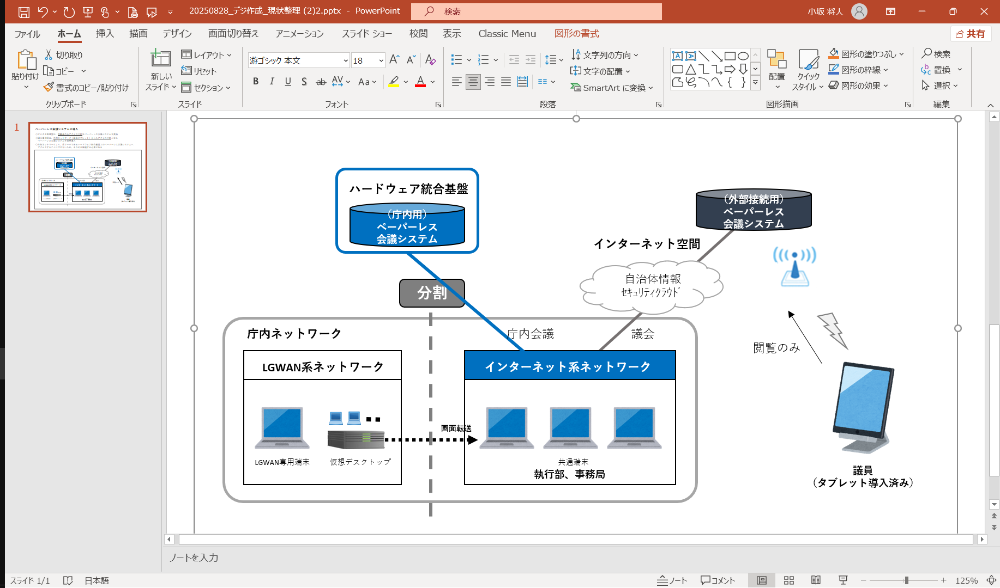 20250828_デジ作成_現状整理 (2)2.pptx - PowerPoint
検索
小坂 将人
ファイル
ホーム
挿入
描画
デザイン
画面切り替え
アニメーション
スライド ショー
校閲
表示
Classic Menu
図形の書式
共有
貼り付け
切り取り
コピー
書式のコピー/貼り付け
クリップボード
新しい
スライド
レイアウト
リセット
セクション
スライド
游ゴシック 本文
18
フォント
段落
文字列の方向
文字の配置
SmartArt に変換
図形描画
配置
クイック
スタイル
図形の塗りつぶし
図形の枠線
図形の効果
検索
置換
選択
編集
1
ペーパーレス会議システムの導入
ハードウェア統合基盤
（庁内用）
ペーパーレス
会議システム
分割
（外部接続用）
ペーパーレス
会議システム
インターネット空間
自治体情報
ｾｷｭﾘﾃｨｸﾗｳﾄﾞ
庁内ネットワーク
庁内会議
議会
LGWAN系ネットワーク
インターネット系ネットワーク
画面転送
LGWAN専用端末
仮想デスクトップ
共通端末
執行部、事務局
閲覧のみ
議員
（タブレット導入済み）
ノートを入力
スライド 1/1
日本語
ノート
コメント
125%